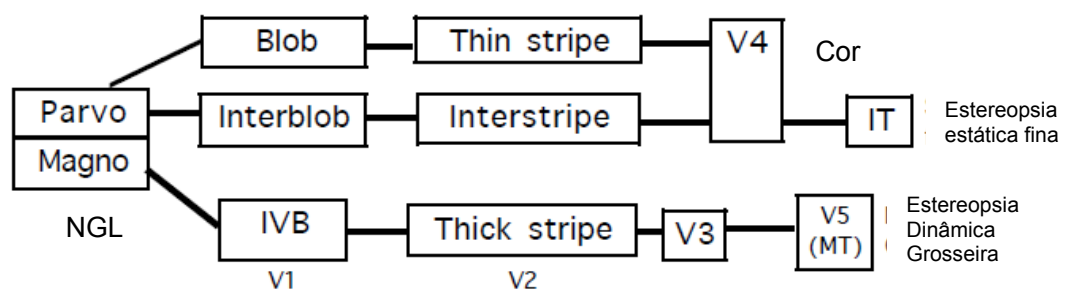 Blob
Thin stripe
V4
Cor
Parvo
Interblob
Interstripe
IT
Estereopsia
estática fina
Magno
NGL
IVB
Thick stripe
V3
V5
(MT)
Estereopsia
Dinâmica
Grosseira
V1
V2